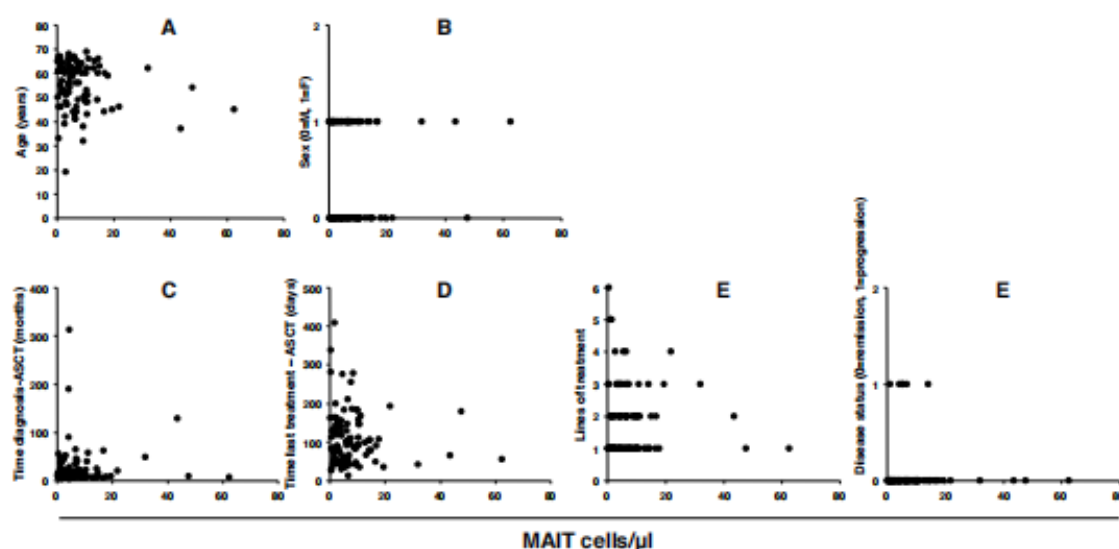 A
B
Age (years)
80
70
60
50
40
30
20
10
0
0 20 40 60 80
Sex (0=M, 1=F)
2
1
0
0 20 40 60 80
C
D
E
E
Time diagnosis-ASCT (months)
400
300
200
100
0
0 20 40 60 80
Time last treatment – ASCT (days)
500
400
300
200
100
0
0 20 40 60 80
Lines of treatment
6
5
4
3
2
1
0
0 20 40 60 80
Disease status (0=remission, 1=progression)
2
1
0
0 20 40 60 80
MAIT cells/µl